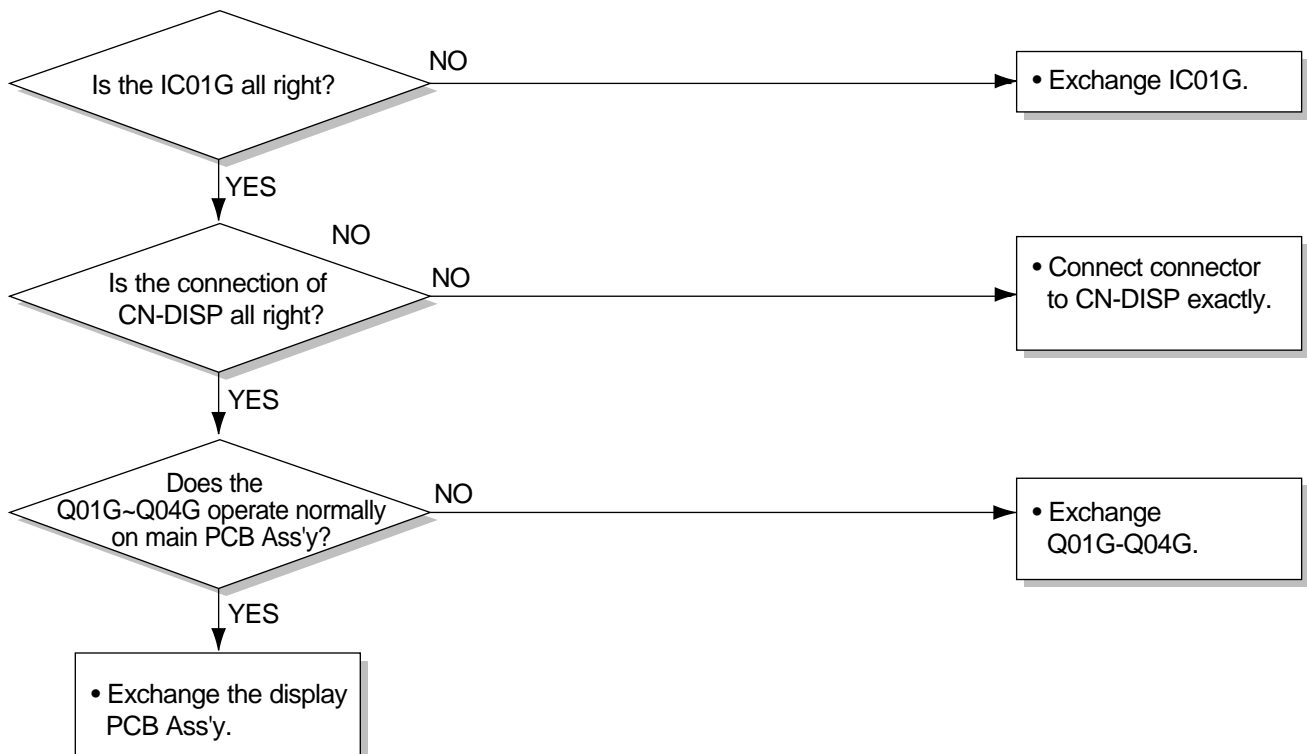 Is the IC01G all right?
NO
• Exchange IC01G.
YES
NO
Is the connection of
CN-DISP all right?
NO
• Connect connector
to CN-DISP exactly.
YES
Does the
Q01G~Q04G operate normally
on main PCB Ass'y?
NO
• Exchange
Q01G-Q04G.
YES
• Exchange the display
PCB Ass'y.